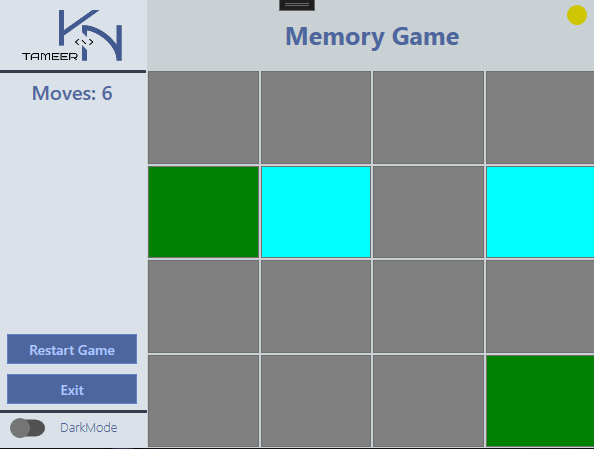 TAMEER
<\>
Memory Game
Moves: 6
Restart Game
Exit
DarkMode